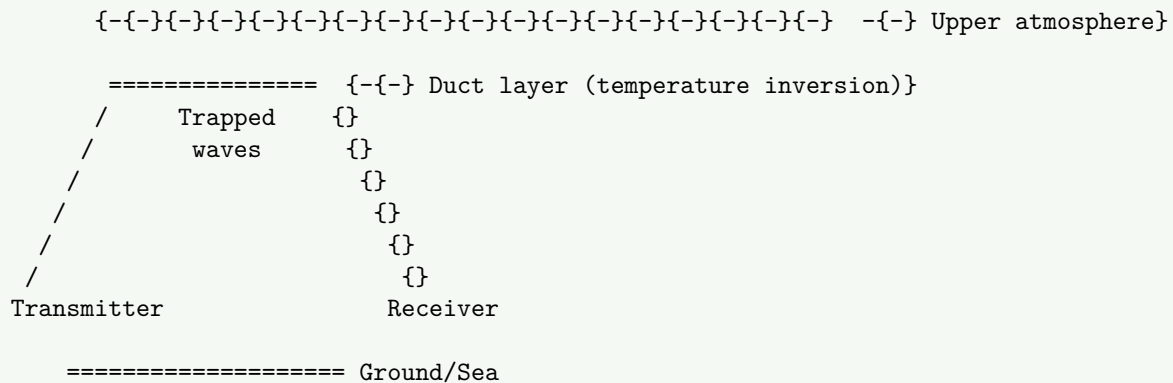 {-{-}{-{-}{-{-}{-{-}{-{-}{-{-}{-{-}{-{-}{-{-}{-{-}{-{-}{-{-} -{-} Upper atmosphere}
=============== {-{-} Duct layer (temperature inversion)}
/ Trapped {}
/ waves {}
/ {}
/ {}
/ {}
/ {}
Transmitter Receiver
==================== Ground/Sea